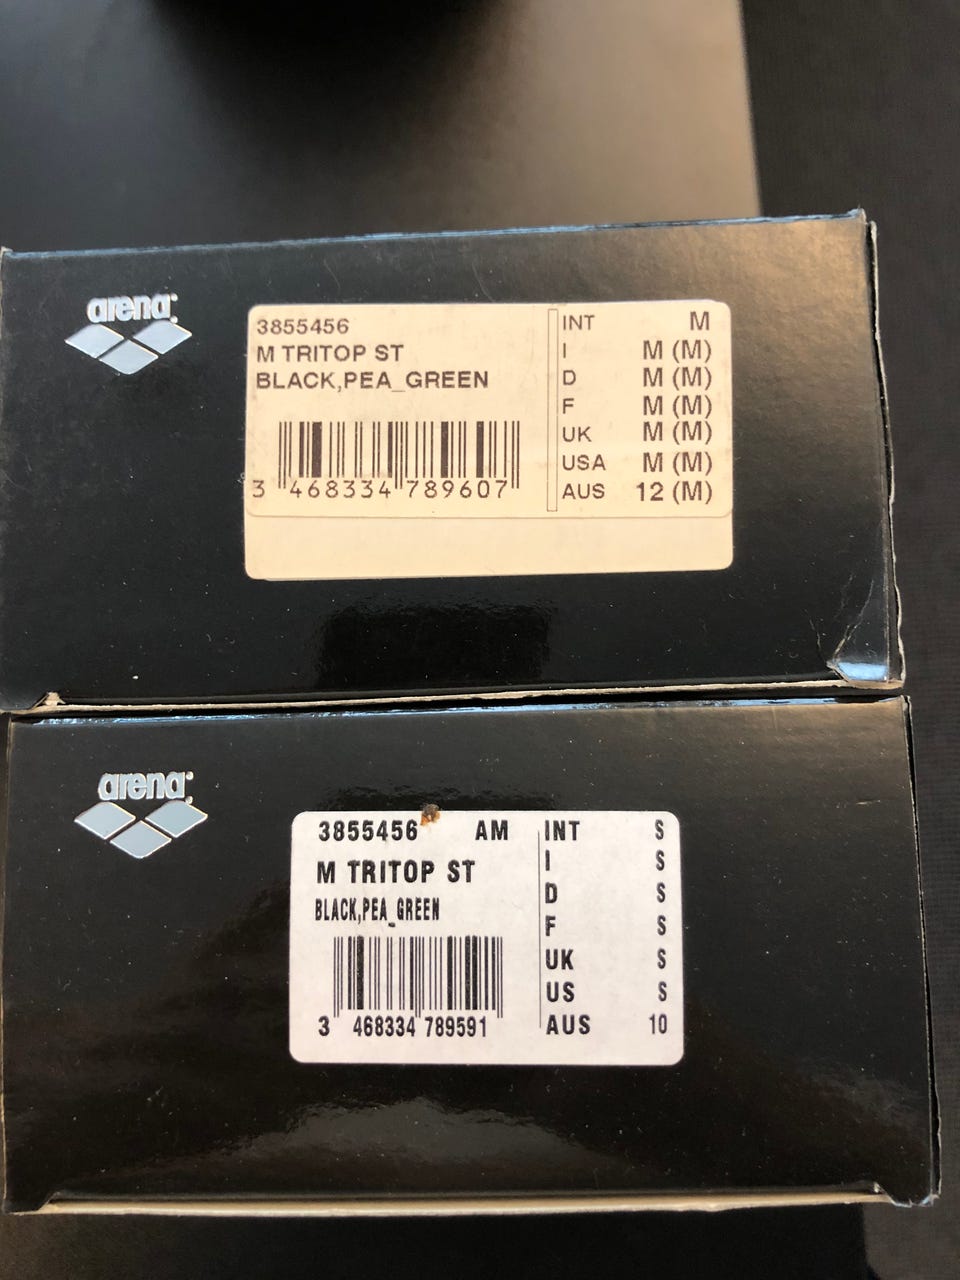 arena
3855456
M TRITOP ST
BLACK,PEA_GREEN
3 468334 789607
INT M
I M (M)
D M (M)
F M (M)
UK M (M)
USA M (M)
AUS 12 (M)
arena
3855456 AM
M TRITOP ST
BLACK,PEA_GREEN
3 468334 789591
INT S
I S
D S
F S
UK S
US S
AUS 10